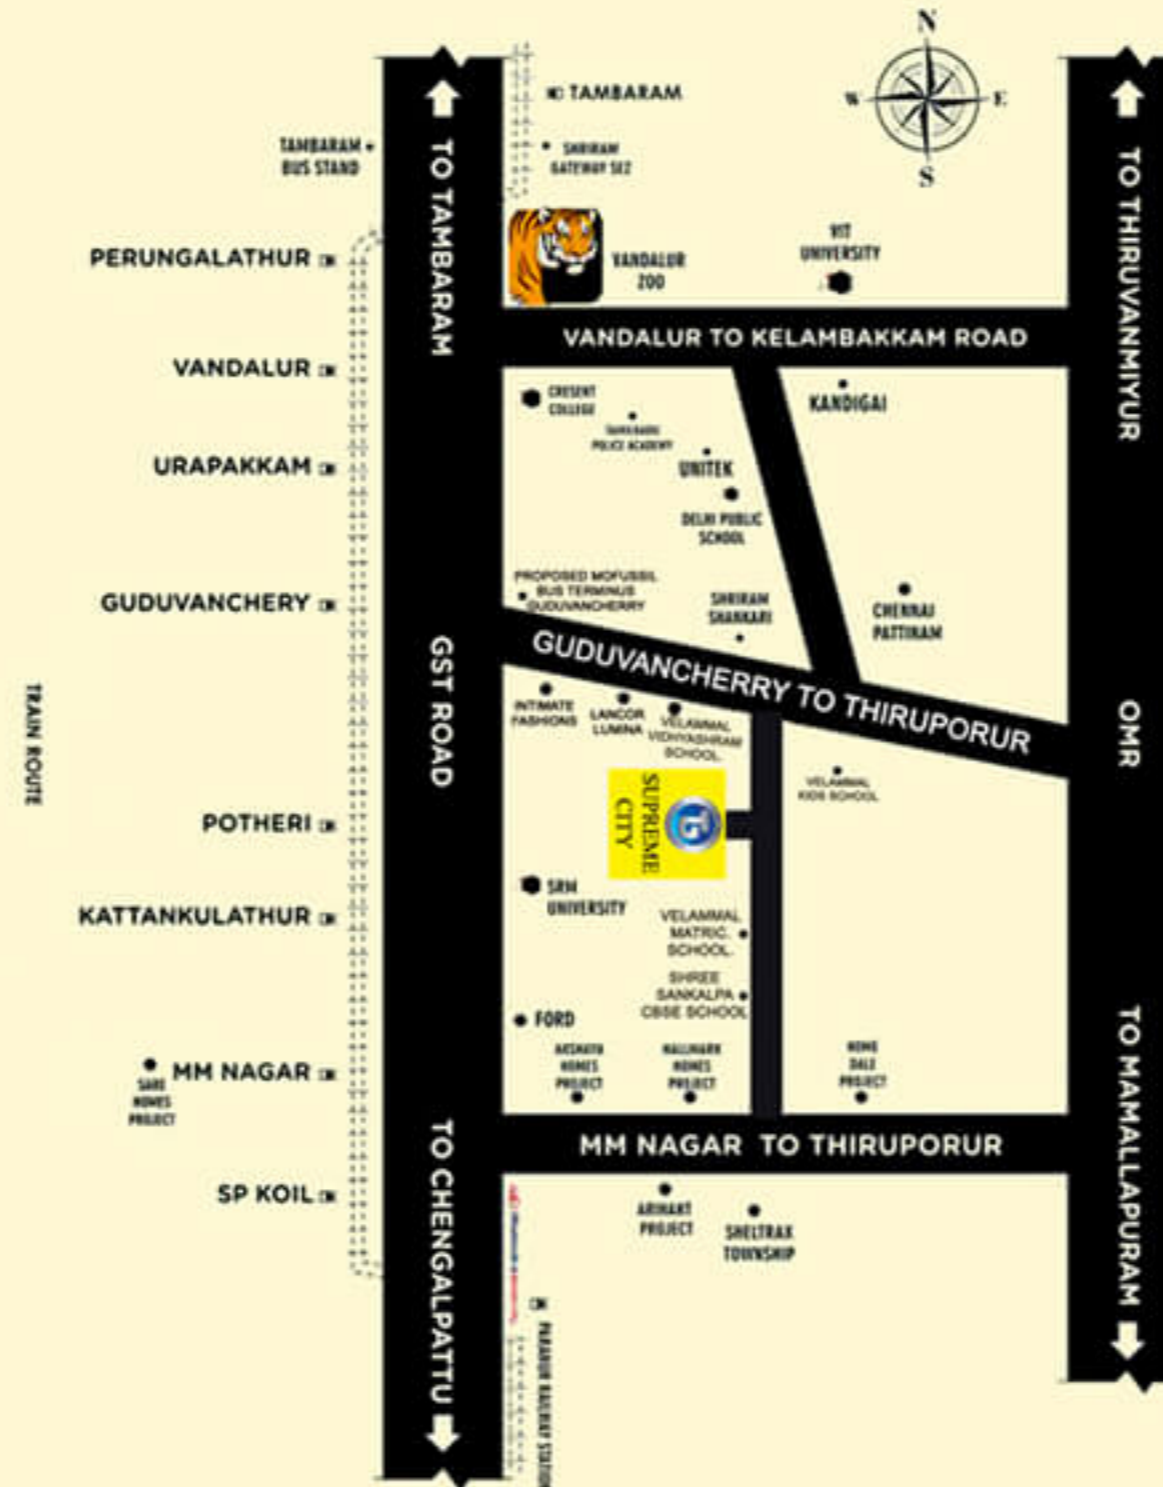 N
W
E
S
TAMBARAM
TAMBARAM
BUS STAND
SHRIRAM
GATEWAY SEZ
TO TAMBARAM
TO THIRUVANMIYUR
PERUNGALATHUR
VANDALUR
ZOO
VIT
UNIVERSITY
VANDALUR TO KELAMBAKKAM ROAD
VANDALUR
CRESENT
COLLEGE
KANDIGAI
POLICE ACADEMY
URAPAKKAM
UNITEK
DELHI PUBLIC
SCHOOL
PROPOSED MOFUSSIL
BUS TERMINUS
GUDUVANCHERRY
GUDUVANCHERY
SHRIRAM
SHANKARI
CHENNAI
PATTINAM
GST ROAD
GUDUVANCHERRY TO THIRUPORUR
OMR
TRAIN ROUTE
INTIMATE
FASHIONS
LANCOR
LUMINA
VELAMMAL
VIDHYASHRAM
SCHOOL.
VELAMMAL
KIDS SCHOOL
SUPREME
CITY
POTHERI
SRM
UNIVERSITY
KATTANKULATHUR
VELAMMAL
MATRIC.
SCHOOL.
SHREE
SANKALPA
CBSE SCHOOL
FORD
AKSHAYA
HOMES
PROJECT
HALLMARK
HOMES
PROJECT
HOME
DALE
PROJECT
MM NAGAR
SARE
HOMES
PROJECT
TO MAMALLAPURAM
MM NAGAR TO THIRUPORUR
TO CHENGALPATTU
SP KOIL
ARIHANT
PROJECT
SHELTRAX
TOWNSHIP
PARANUR RAILWAY STATION